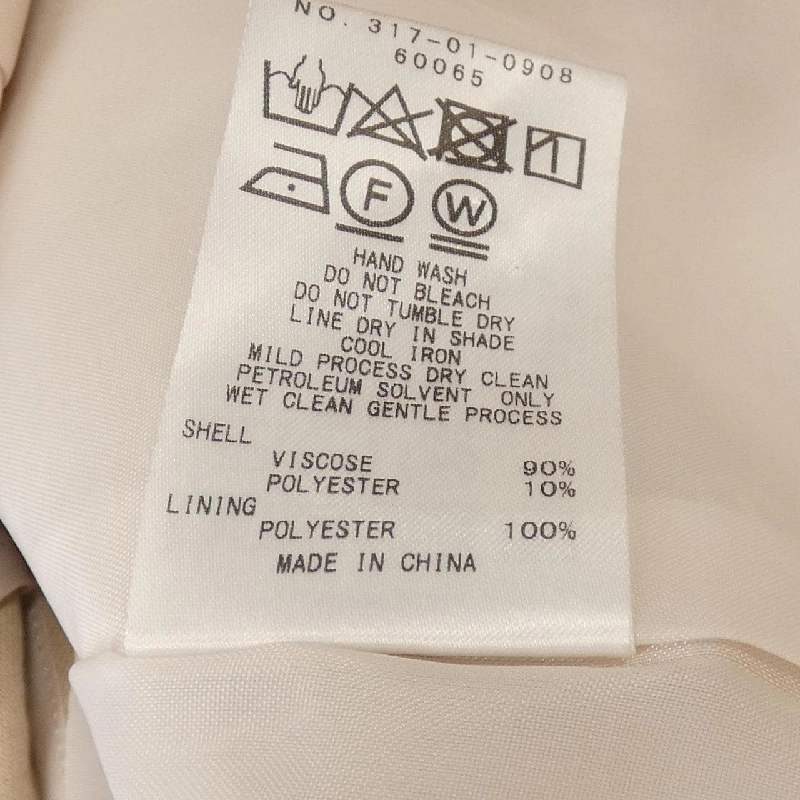 NO. 317-01-0908
60065
F W
HAND WASH
DO NOT BLEACH
DO NOT TUMBLE DRY
LINE DRY IN SHADE
COOL IRON
MILD PROCESS DRY CLEAN
PETROLEUM SOLVENT ONLY
WET CLEAN GENTLE PROCESS
SHELL
VISCOSE 90%
POLYESTER 10%
LINING
POLYESTER 100%
MADE IN CHINA